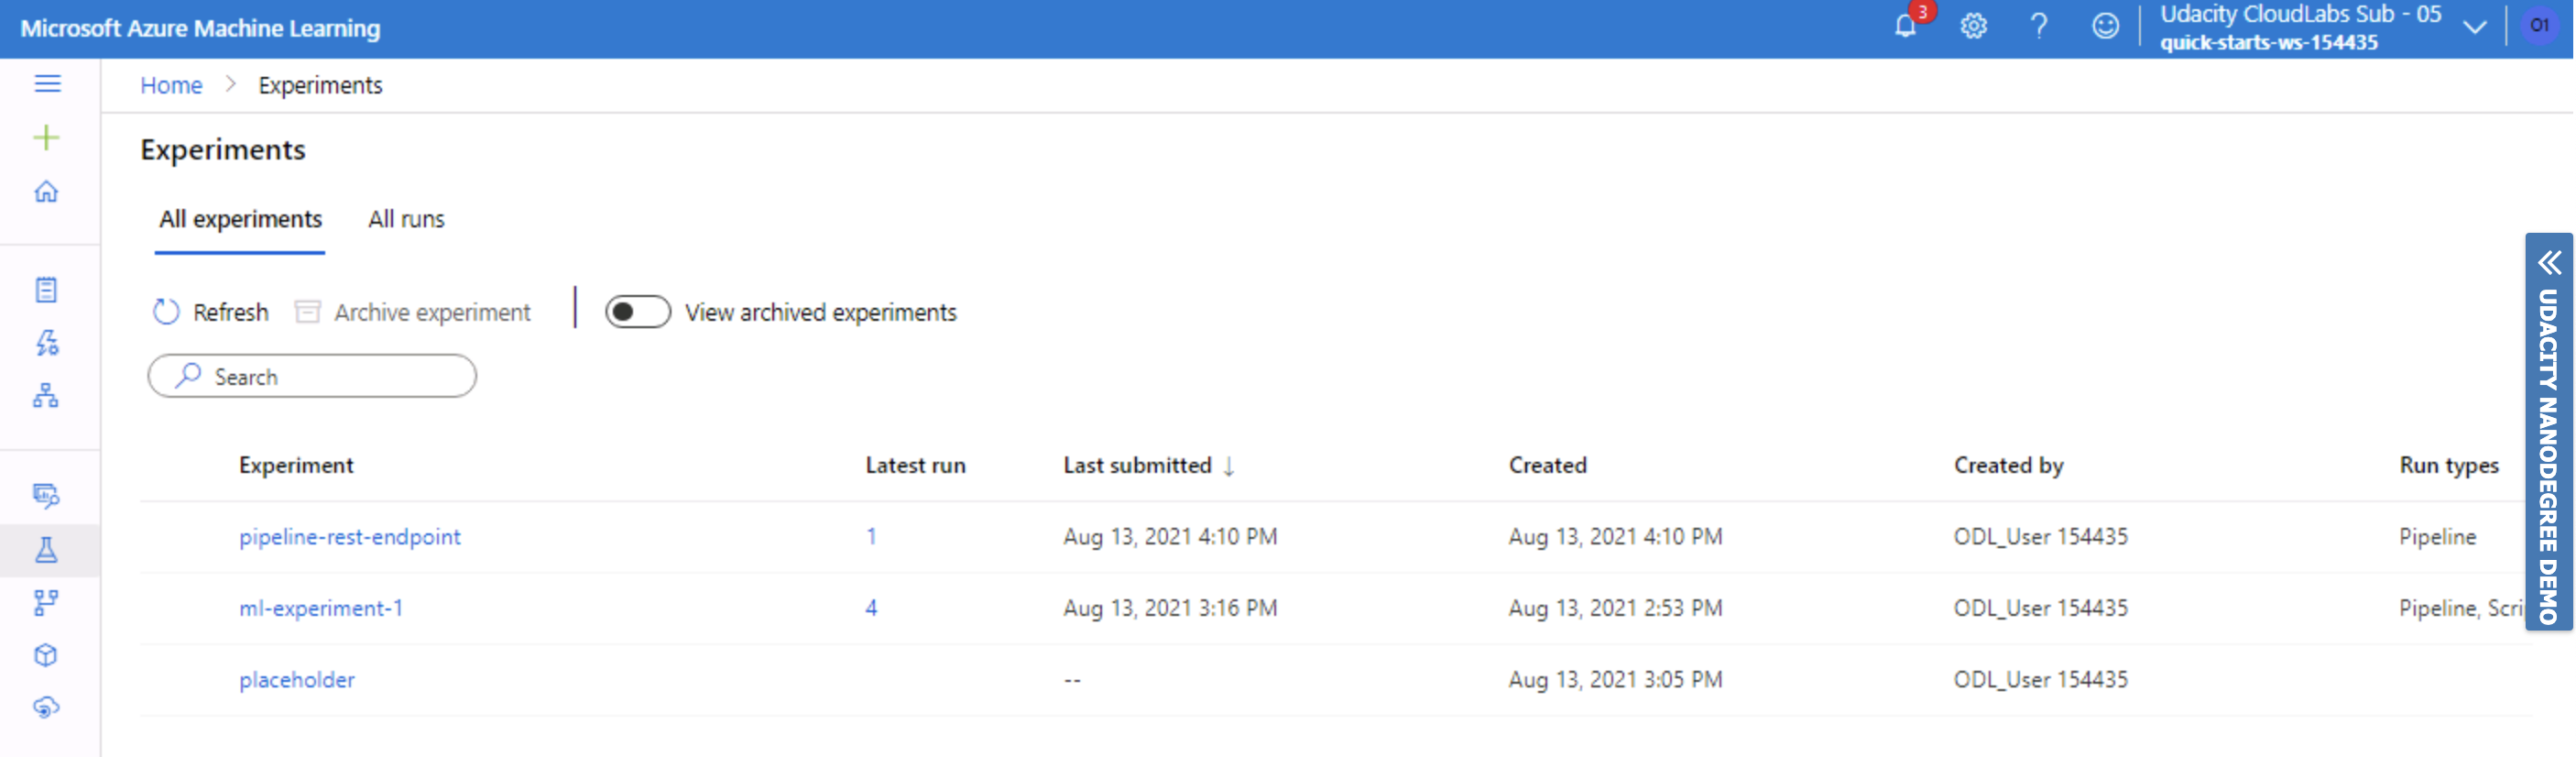 Microsoft Azure Machine Learning
3
Udacity CloudLabs Sub - 05
quick-starts-ws-154435
O1
Home > Experiments
Experiments
All experiments All runs
Refresh Archive experiment View archived experiments
Search
Experiment Latest run Last submitted ↓ Created Created by Run types
pipeline-rest-endpoint 1 Aug 13, 2021 4:10 PM Aug 13, 2021 4:10 PM ODL_User 154435 Pipeline
ml-experiment-1 4 Aug 13, 2021 3:16 PM Aug 13, 2021 2:53 PM ODL_User 154435 Pipeline, Scri
placeholder -- Aug 13, 2021 3:05 PM ODL_User 154435
UDACITY NANODEGREE DEMO